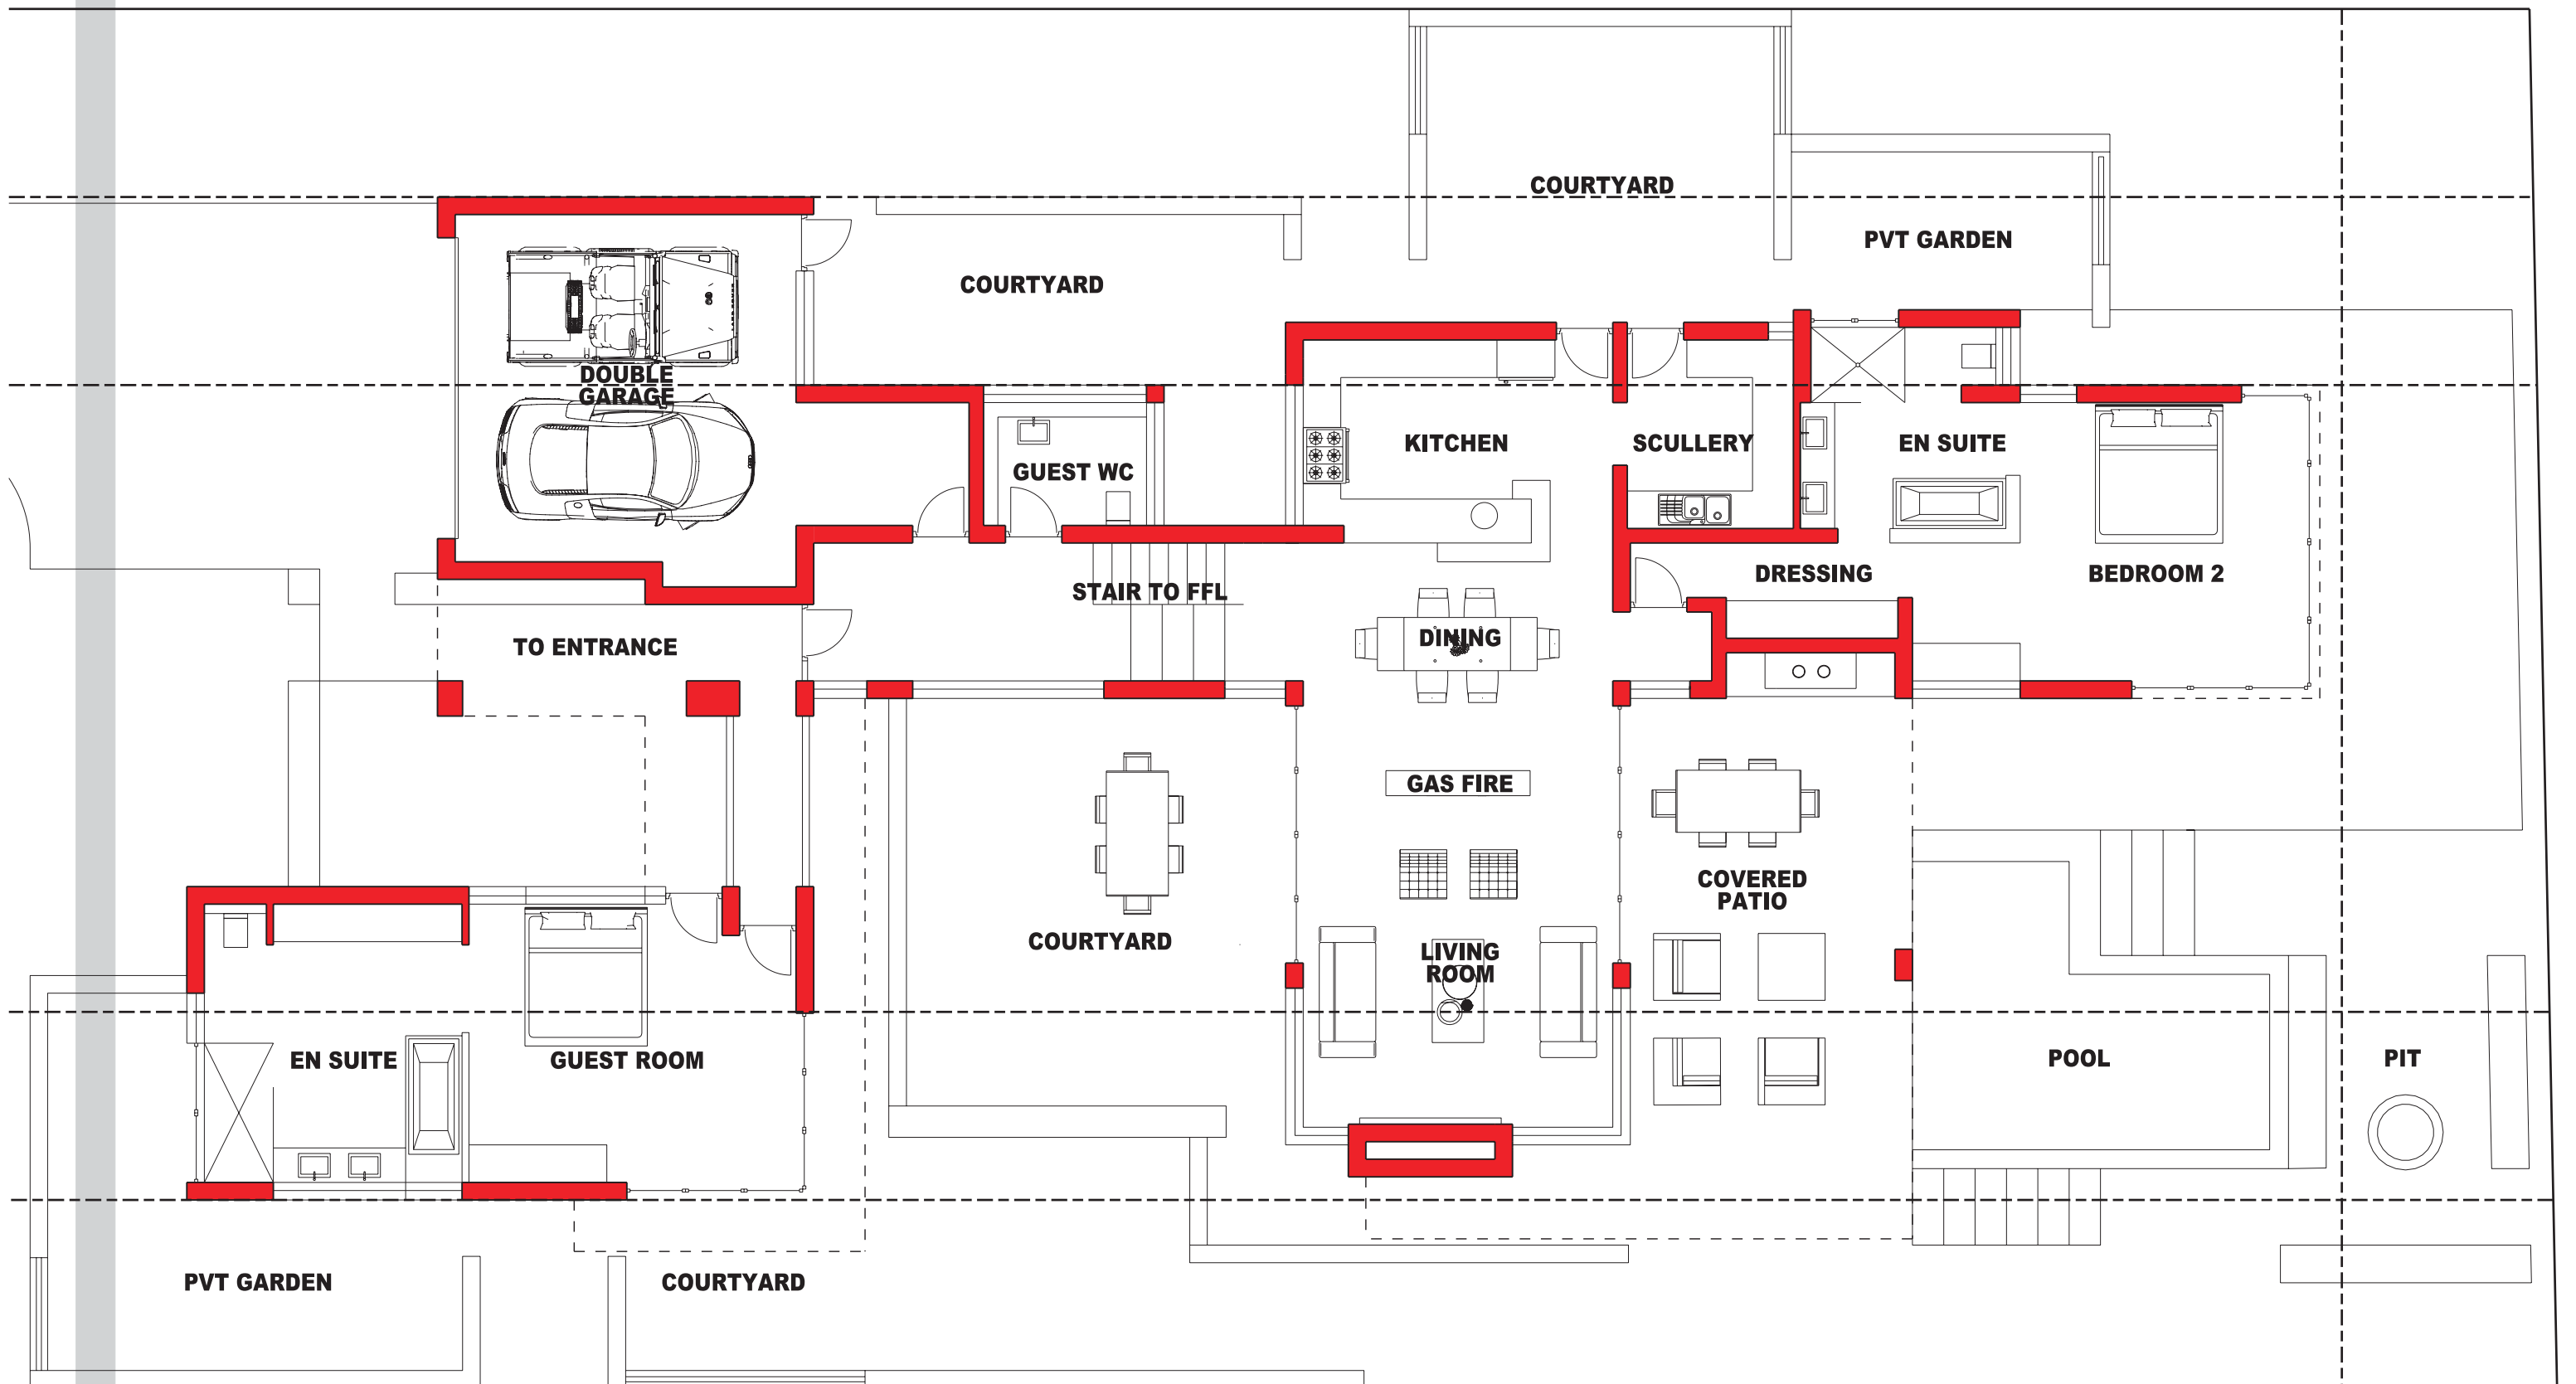 COURTYARD
PVT GARDEN
COURTYARD
DOUBLE
GARAGE
KITCHEN
SCULLERY
EN SUITE
GUEST WC
DRESSING
BEDROOM 2
STAIR TO FFL
DINING
TO ENTRANCE
GAS FIRE
COVERED
PATIO
COURTYARD
LIVING
ROOM
EN SUITE
GUEST ROOM
POOL
PIT
PVT GARDEN
COURTYARD